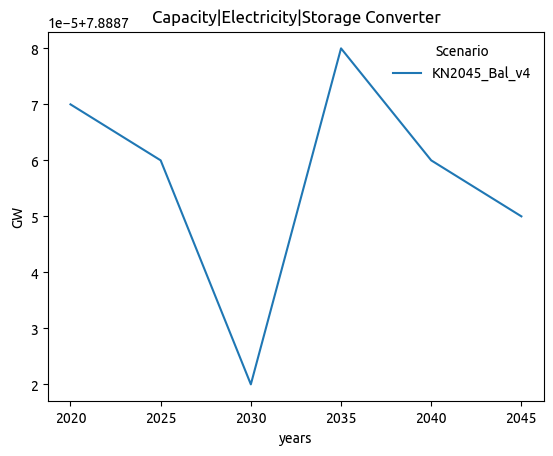 Capacity|Electricity|Storage Converter
1e-5+7.8887
Scenario
KN2045_Bal_v4
8
7
6
5
4
3
2
GW
2020 2025 2030 2035 2040 2045
years